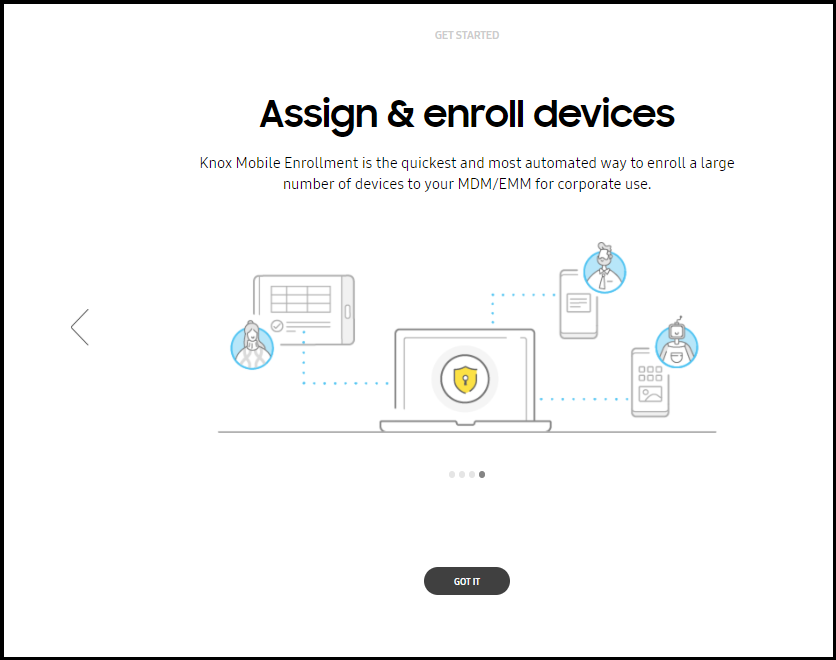 GET STARTED
Assign & enroll devices
Knox Mobile Enrollment is the quickest and most automated way to enroll a large
number of devices to your MDM/EMM for corporate use.
GOT IT